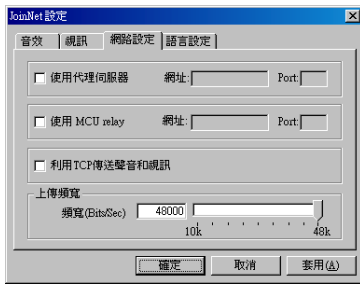 JoinNet 設定
音效 視訊 網路設定 語言設定
使用代理伺服器 網址: Port:
使用 MCU relay 網址: Port:
利用TCP傳送聲音和視訊
上傳頻寬
頻寬(Bits/Sec) 48000
10k 48k
確定 取消 套用(A)